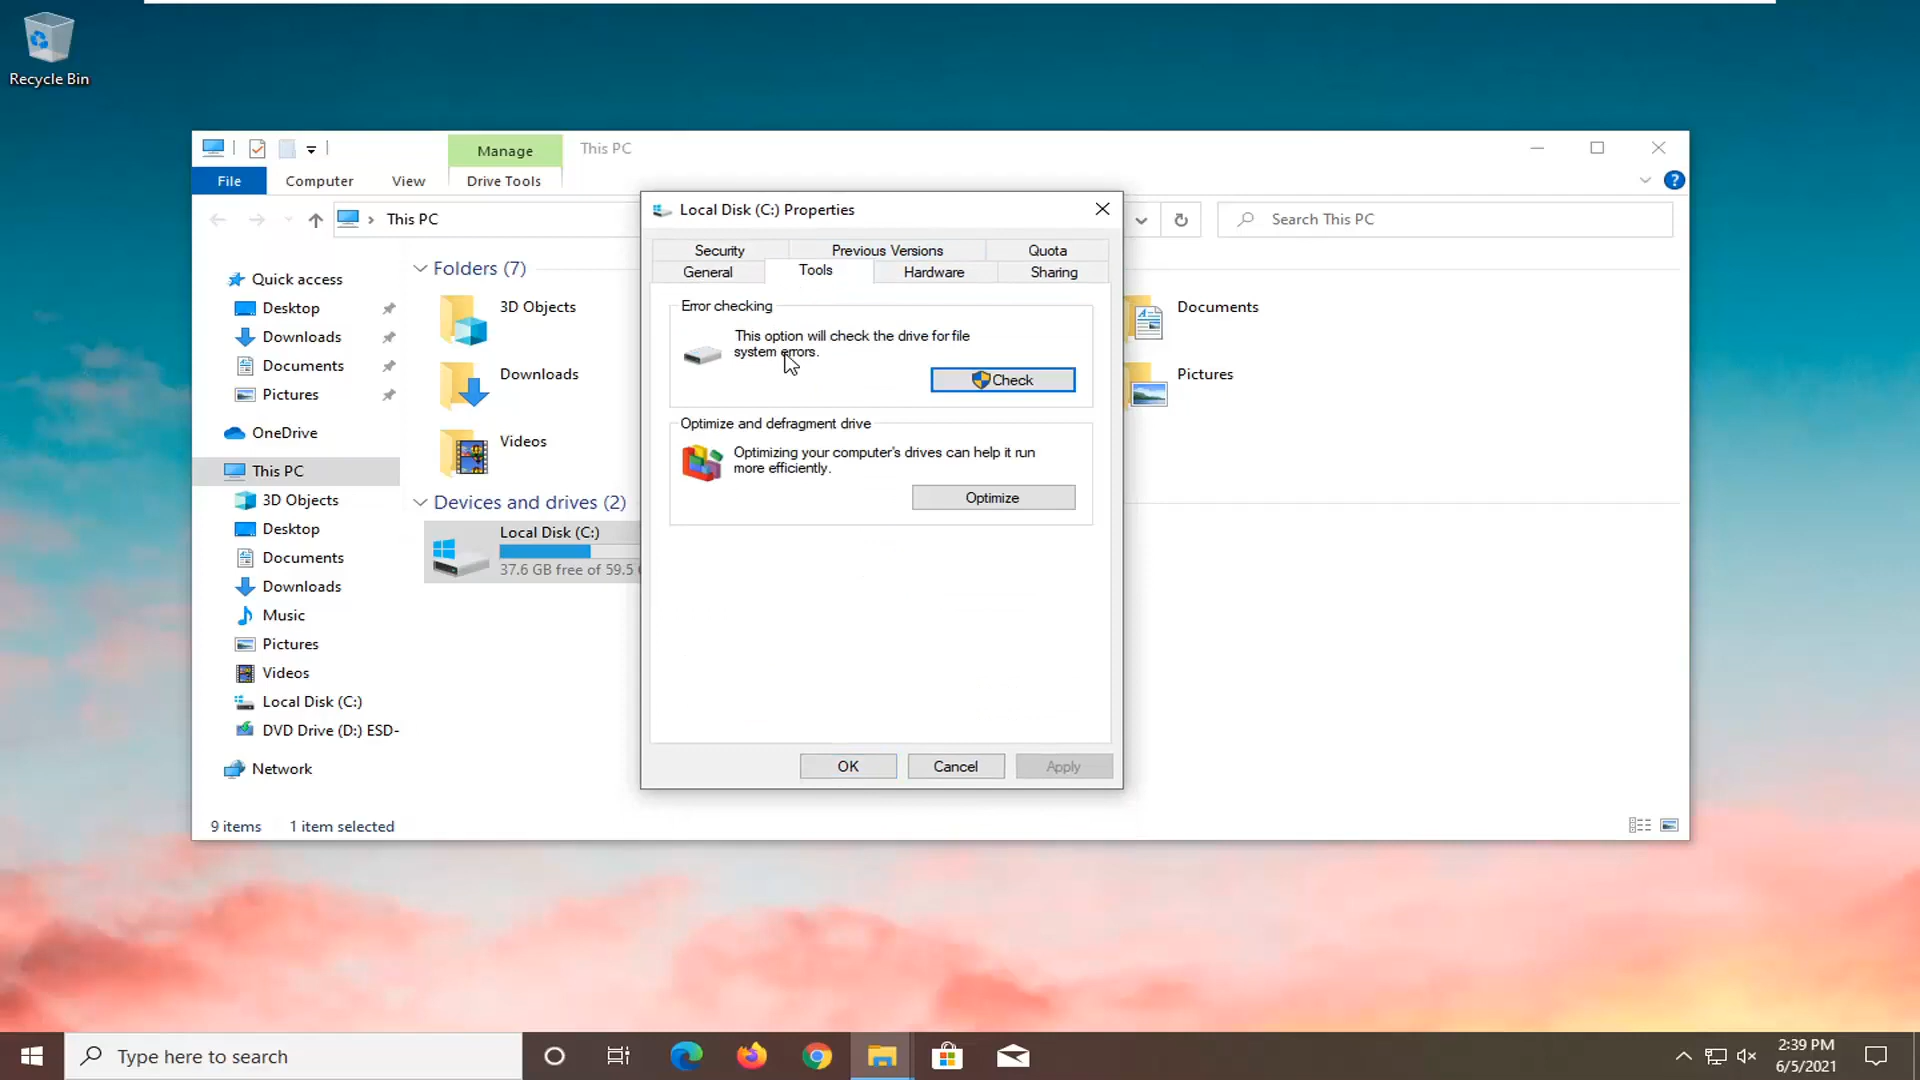 Recycle Bin
Manage
This PC
File
Computer
View
Drive Tools
This PC
Search This PC
Quick access
Desktop
Downloads
Documents
Pictures
OneDrive
This PC
3D Objects
Desktop
Documents
Downloads
Music
Pictures
Videos
Local Disk (C:)
DVD Drive (D:) ESD-
Network
Folders (7)
3D Objects
Downloads
Videos
Documents
Pictures
Devices and drives (2)
Local Disk (C:)
37.6 GB free of 59.5
Local Disk (C:) Properties
Security
Previous Versions
Quota
General
Tools
Hardware
Sharing
Error checking
This option will check the drive for file
system errors.
Check
Optimize and defragment drive
Optimizing your computer's drives can help it run
more efficiently.
Optimize
OK
Cancel
Apply
9 items
1 item selected
Type here to search
2:39 PM
6/5/2021